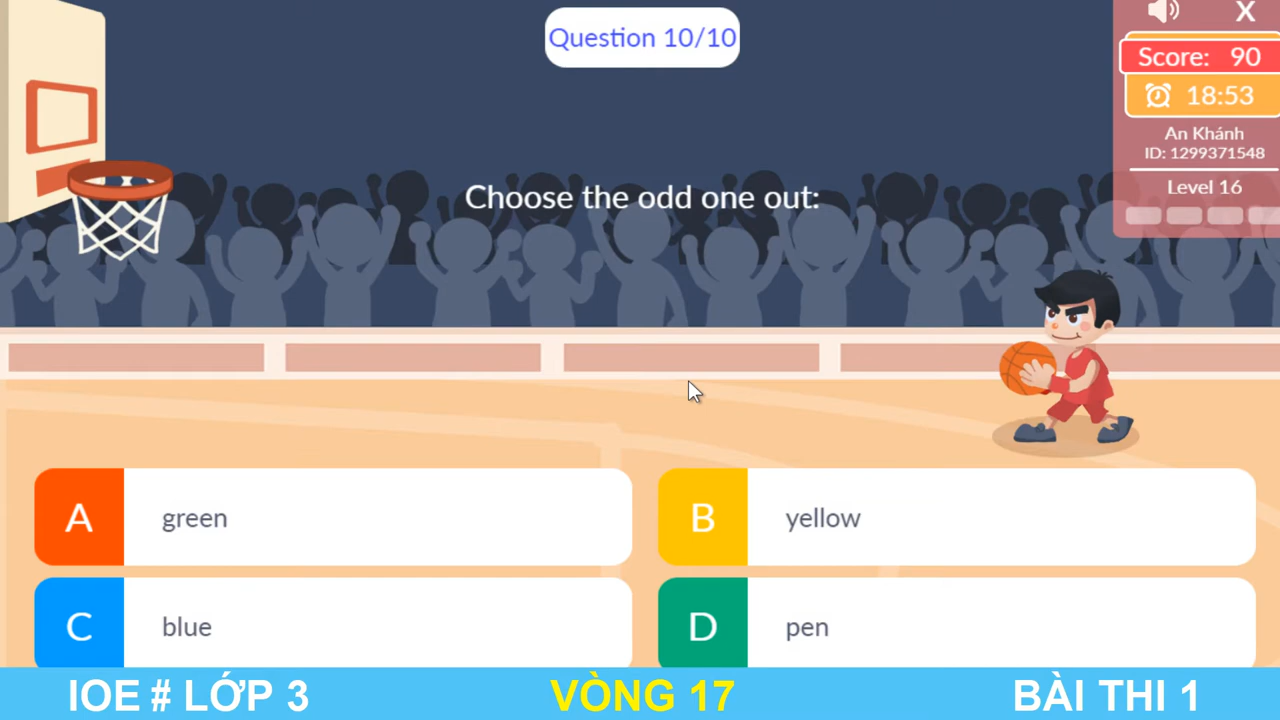 Question 10/10
X
Score: 90
18:53
An Khánh
ID: 1299371548
Level 16
Choose the odd one out:
A green
B yellow
C blue
D pen
IOE # LỚP 3 VÒNG 17 BÀI THI 1